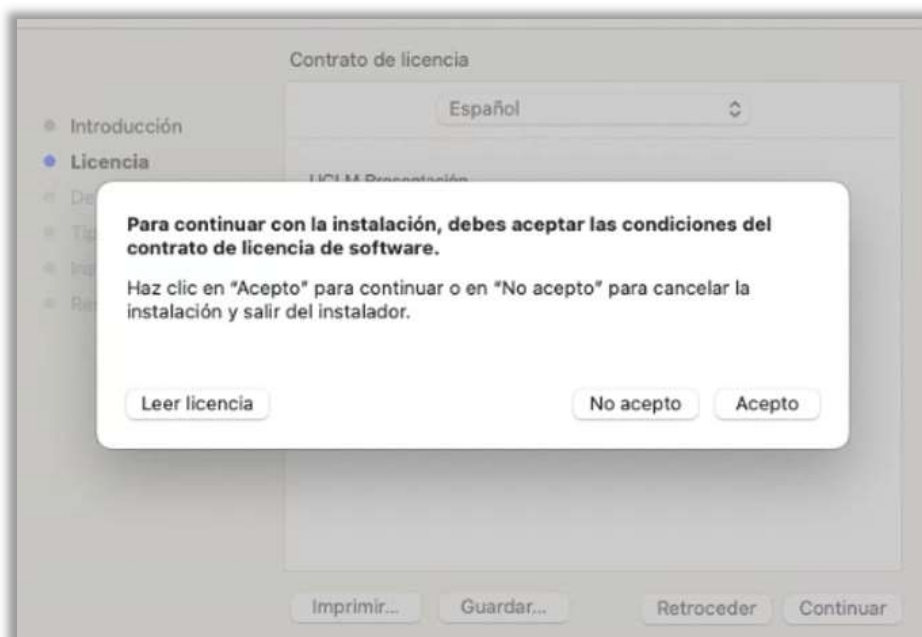 Contrato de licencia
Español
Introducción
Licencia
UCLM Presentación
Para continuar con la instalación, debes aceptar las condiciones del
contrato de licencia de software.
Haz clic en "Acepto" para continuar o en "No acepto" para cancelar la
instalación y salir del instalador.
Leer licencia
No acepto
Acepto
Imprimir...
Guardar...
Retroceder
Continuar